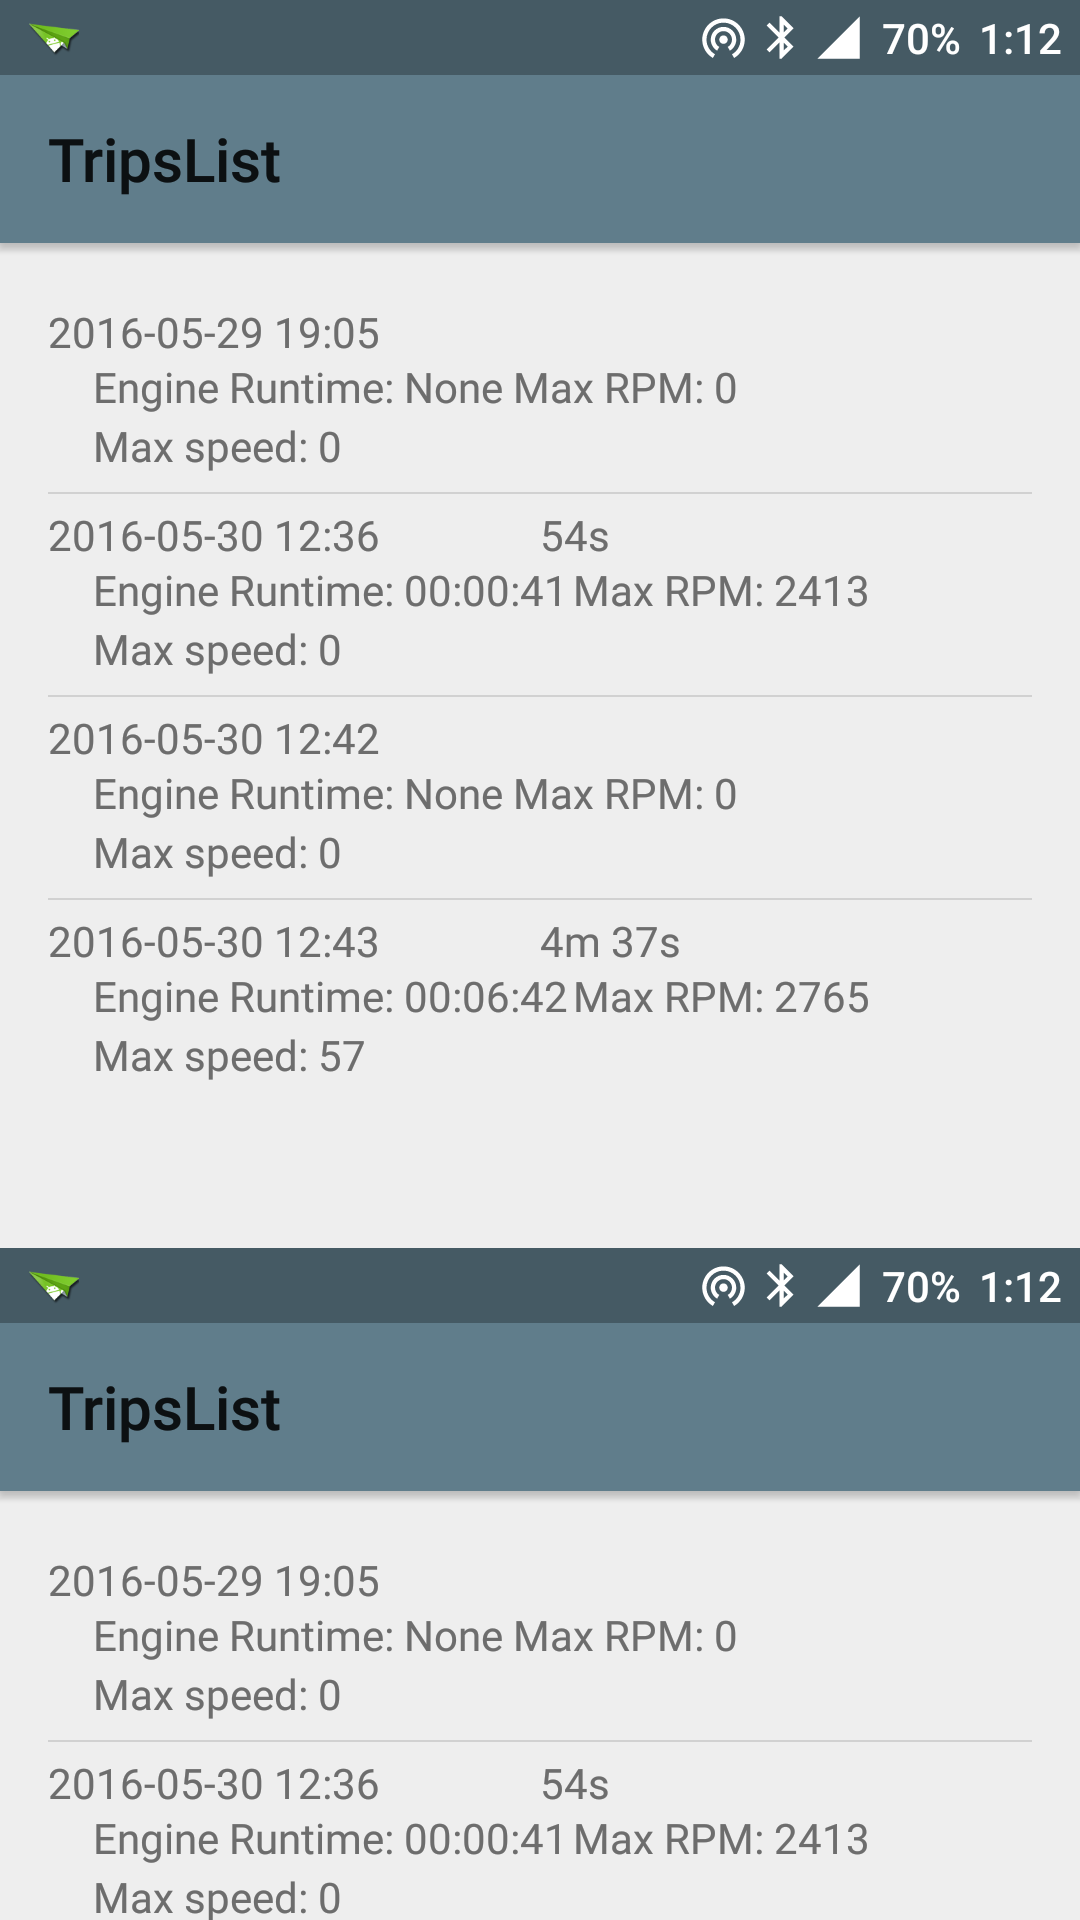 70% 1:12
TripsList
2016-05-29 19:05
Engine Runtime: None Max RPM: 0
Max speed: 0
2016-05-30 12:36 54s
Engine Runtime: 00:00:41 Max RPM: 2413
Max speed: 0
2016-05-30 12:42
Engine Runtime: None Max RPM: 0
Max speed: 0
2016-05-30 12:43 4m 37s
Engine Runtime: 00:06:42 Max RPM: 2765
Max speed: 57
70% 1:12
TripsList
2016-05-29 19:05
Engine Runtime: None Max RPM: 0
Max speed: 0
2016-05-30 12:36 54s
Engine Runtime: 00:00:41 Max RPM: 2413
Max speed: 0